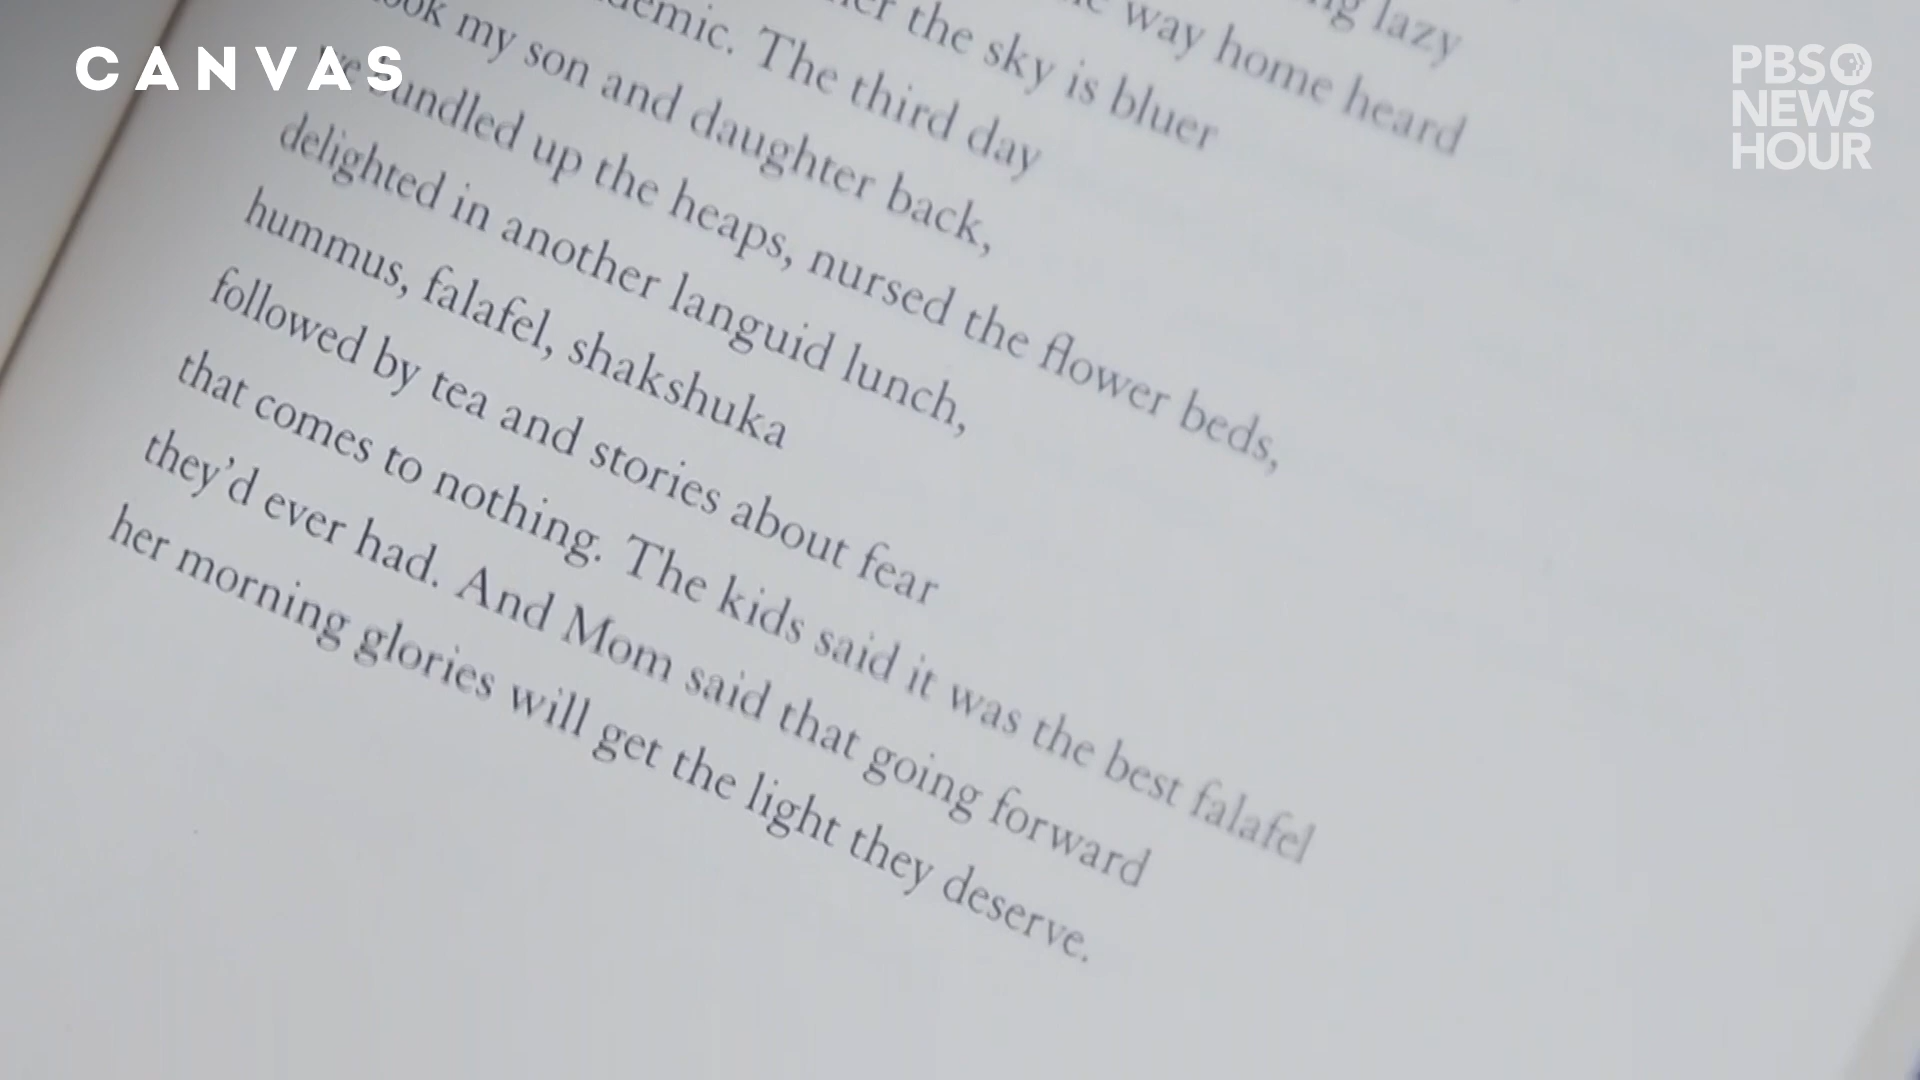 CANVAS
PBS
NEWS
HOUR
lazy
way home heard
the sky is bluer
The third day
my son and daughter back,
up the heaps, nursed the flower beds,
delighted in another languid lunch,
hummus, falafel, shakshuka
followed by tea and stories about fear
that comes to nothing. The kids said it was the best falafel
they’d ever had. And Mom said that going forward
her morning glories will get the light they deserve.